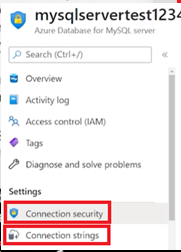 mysqlservertest1234
Azure Database for MySQL server
Search (Ctrl+/)
Overview
Activity log
Access control (IAM)
Tags
Diagnose and solve problems
Settings
Connection security
Connection strings